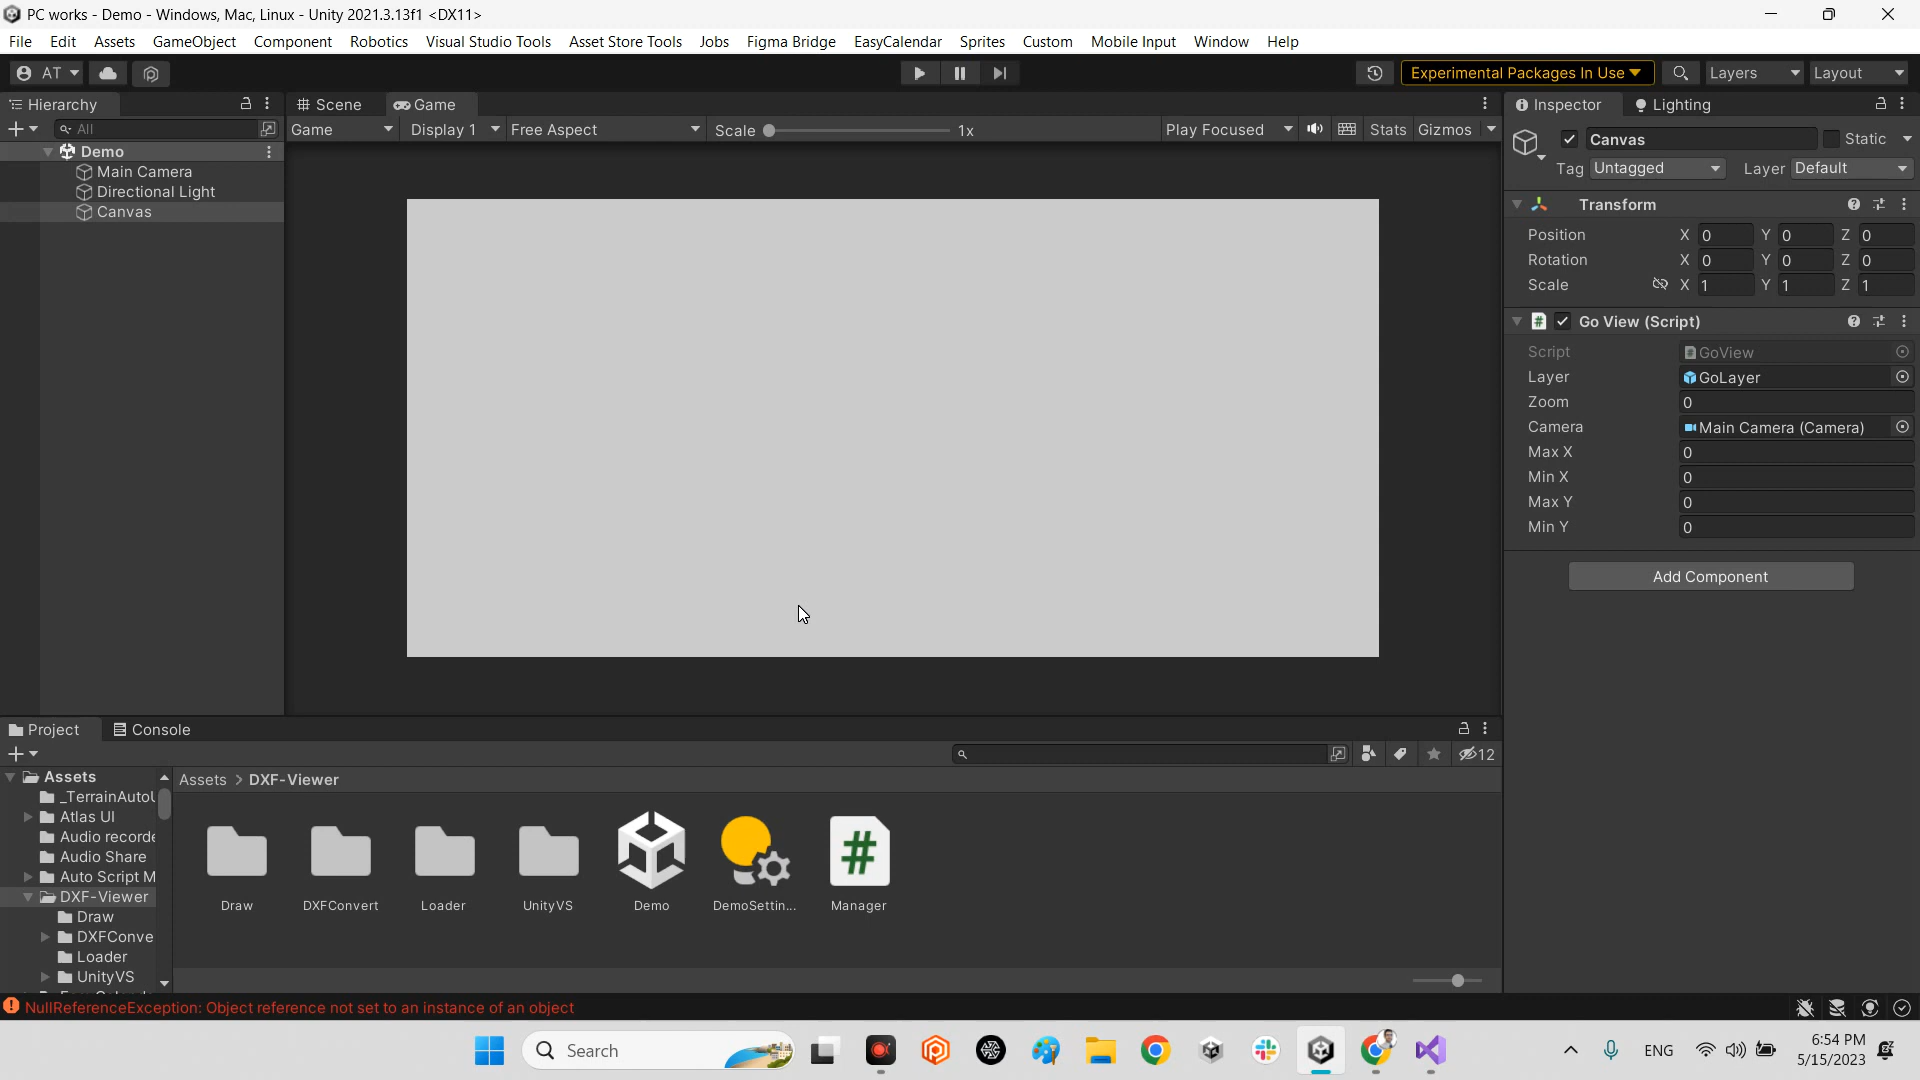 PC works - Demo - Windows, Mac, Linux - Unity 2021.3.13f1 <DX11>
File Edit Assets GameObject Component Robotics Visual Studio Tools Asset Store Tools Jobs Figma Bridge EasyCalendar Sprites Custom Mobile Input Window Help
AT Experimental Packages In Use Layers Layout
Hierarchy
All
Demo
Main Camera
Directional Light
Canvas
Scene Game
Game Display 1 Free Aspect Scale 1x Play Focused Stats Gizmos
Inspector Lighting
Canvas Static
Tag Untagged Layer Default
Transform
Position X 0 Y 0 Z 0
Rotation X 0 Y 0 Z 0
Scale X 1 Y 1 Z 1
# Go View (Script)
Script GoView
Layer GoLayer
Zoom 0
Camera Main Camera (Camera)
Max X 0
Min X 0
Max Y 0
Min Y 0
Add Component
Project Console
12
Assets
_TerrainAutoU
Atlas UI
Audio recorde
Audio Share
Auto Script M
DXF-Viewer
Draw
DXFConve
Loader
UnityVS
Assets > DXF-Viewer
#
Draw DXFConvert Loader UnityVS Demo DemoSettin... Manager
NullReferenceException: Object reference not set to an instance of an object
Search
ENG
6:54 PM
5/15/2023